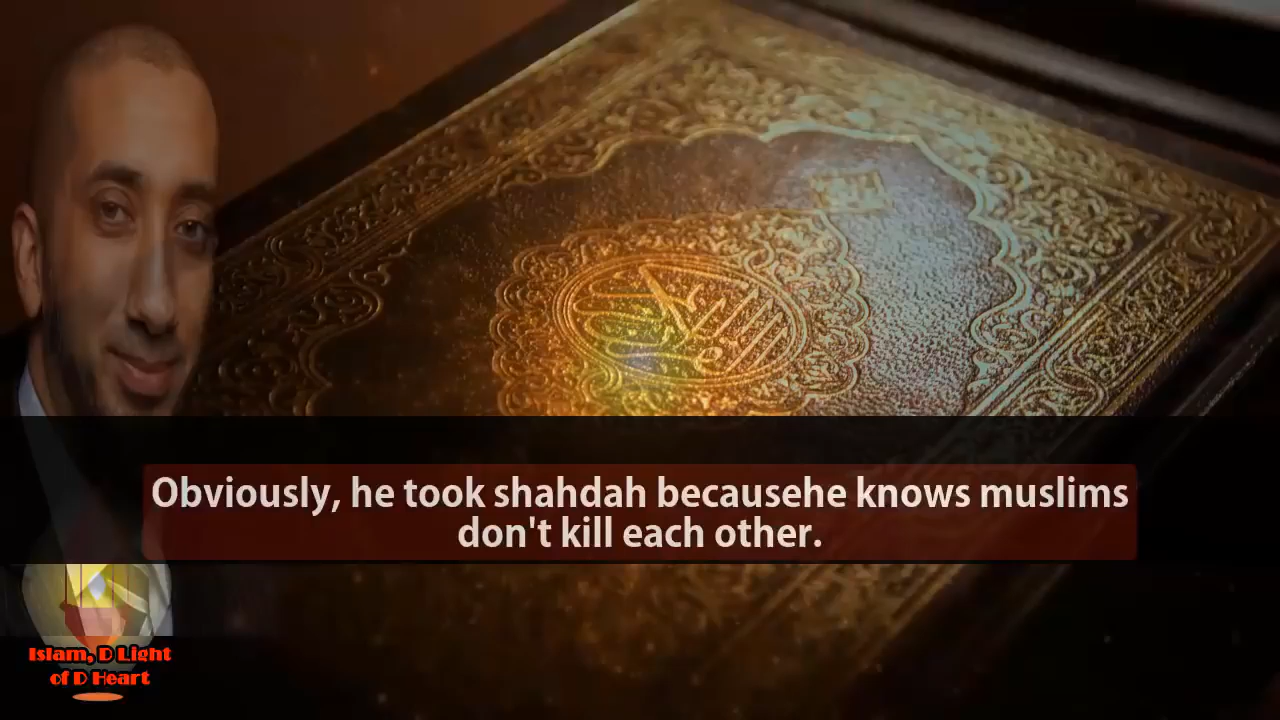 Obviously, he took shahdah becausehe knows muslims
don't kill each other.
Islam, D Light
of D Heart